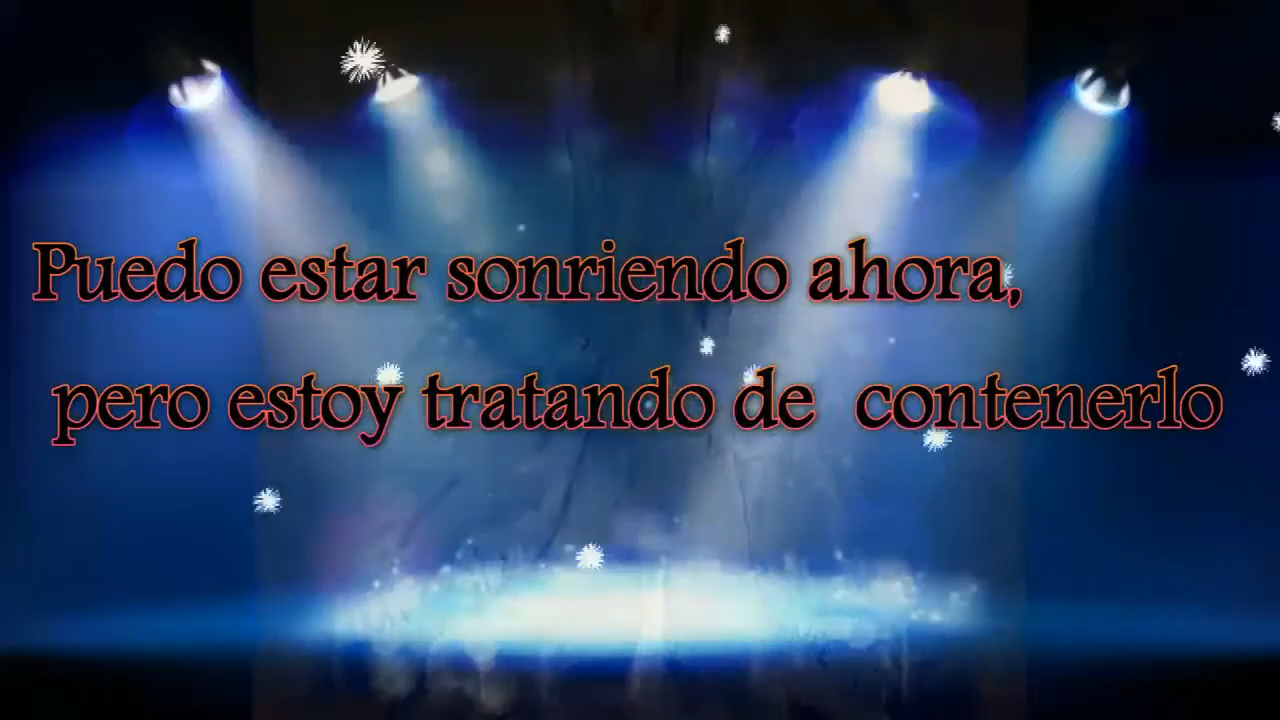 Puedo estar sonriendo ahora,
pero estoy tratando de contenerlo